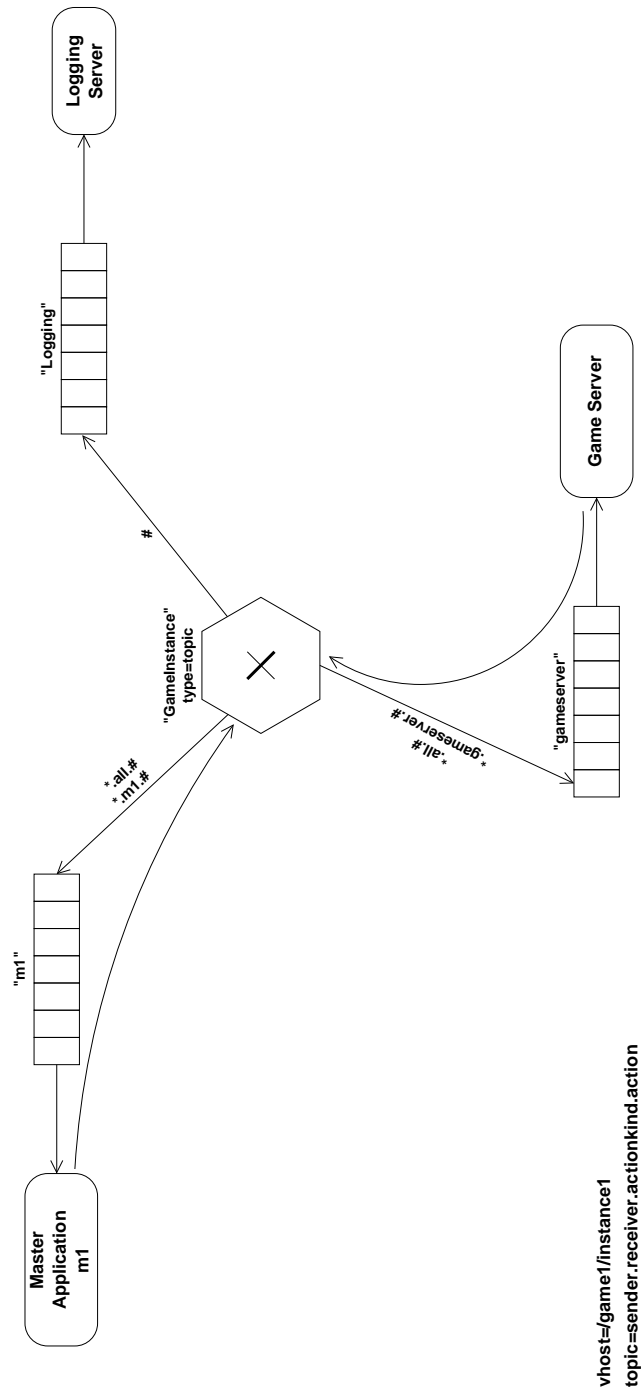 Master
Application
m1
"m1"
*.all.#
*.m1.#
"GameInstance"
type=topic
#
"Logging"
Logging
Server
*.gameserver.#
*.all.#
"gameserver"
Game Server
vhost=/game1/instance1
topic=sender.receiver.actionkind.action